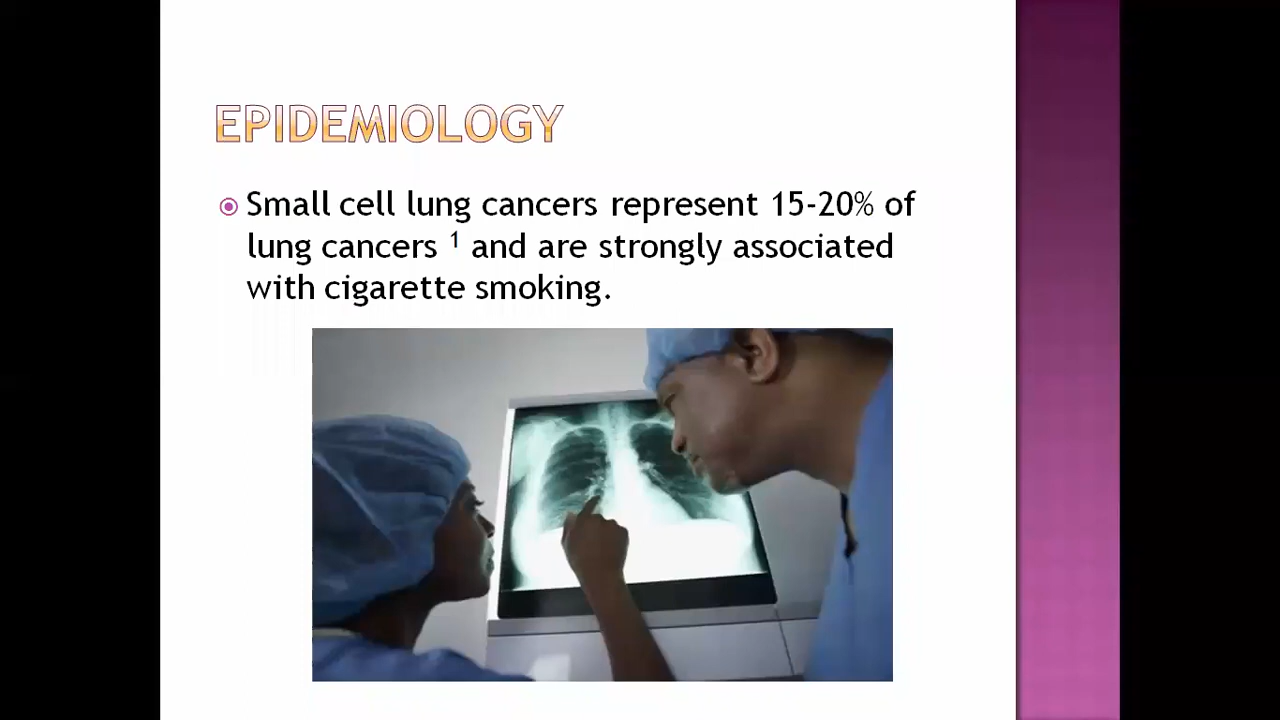 EPIDEMIOLOGY
Small cell lung cancers represent 15-20% of
lung cancers 1 and are strongly associated
with cigarette smoking.